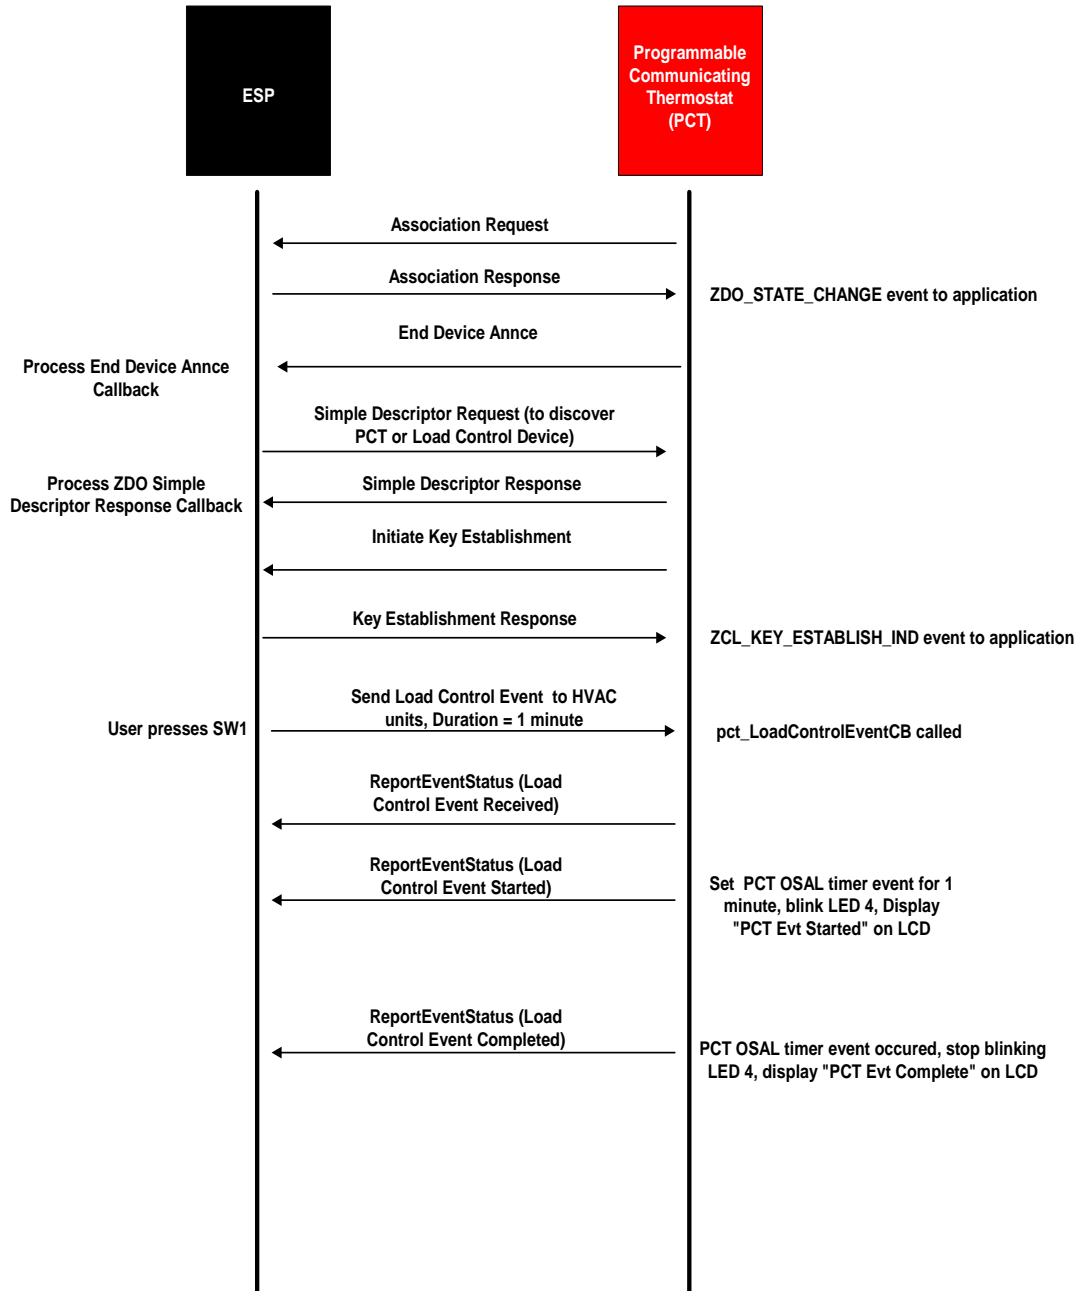 ESP
Programmable
Communicating
Thermostat
(PCT)
Association Request
Association Response
ZDO_STATE_CHANGE event to application
End Device Annce
Process End Device Annce
Callback
Simple Descriptor Request (to discover
PCT or Load Control Device)
Process ZDO Simple
Descriptor Response Callback
Simple Descriptor Response
Initiate Key Establishment
Key Establishment Response
ZCL_KEY_ESTABLISH_IND event to application
Send Load Control Event  to HVAC
units, Duration = 1 minute
User presses SW1
pct_LoadControlEventCB called
ReportEventStatus (Load
Control Event Received)
ReportEventStatus (Load
Control Event Started)
Set  PCT OSAL timer event for 1
minute, blink LED 4, Display
"PCT Evt Started" on LCD
ReportEventStatus (Load
Control Event Completed)
PCT OSAL timer event occured, stop blinking
LED 4, display "PCT Evt Complete" on LCD